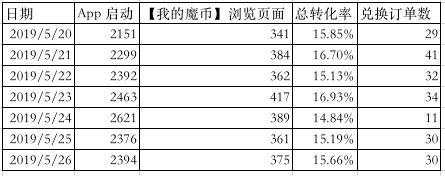 日期 App 启动 【我的魔币】浏览页面 总转化率 兑换订单数
2019/5/20 2151 341 15.85% 29
2019/5/21 2299 384 16.70% 41
2019/5/22 2392 362 15.13% 32
2019/5/23 2463 417 16.93% 34
2019/5/24 2621 389 14.84% 11
2019/5/25 2376 361 15.19% 30
2019/5/26 2394 375 15.66% 30